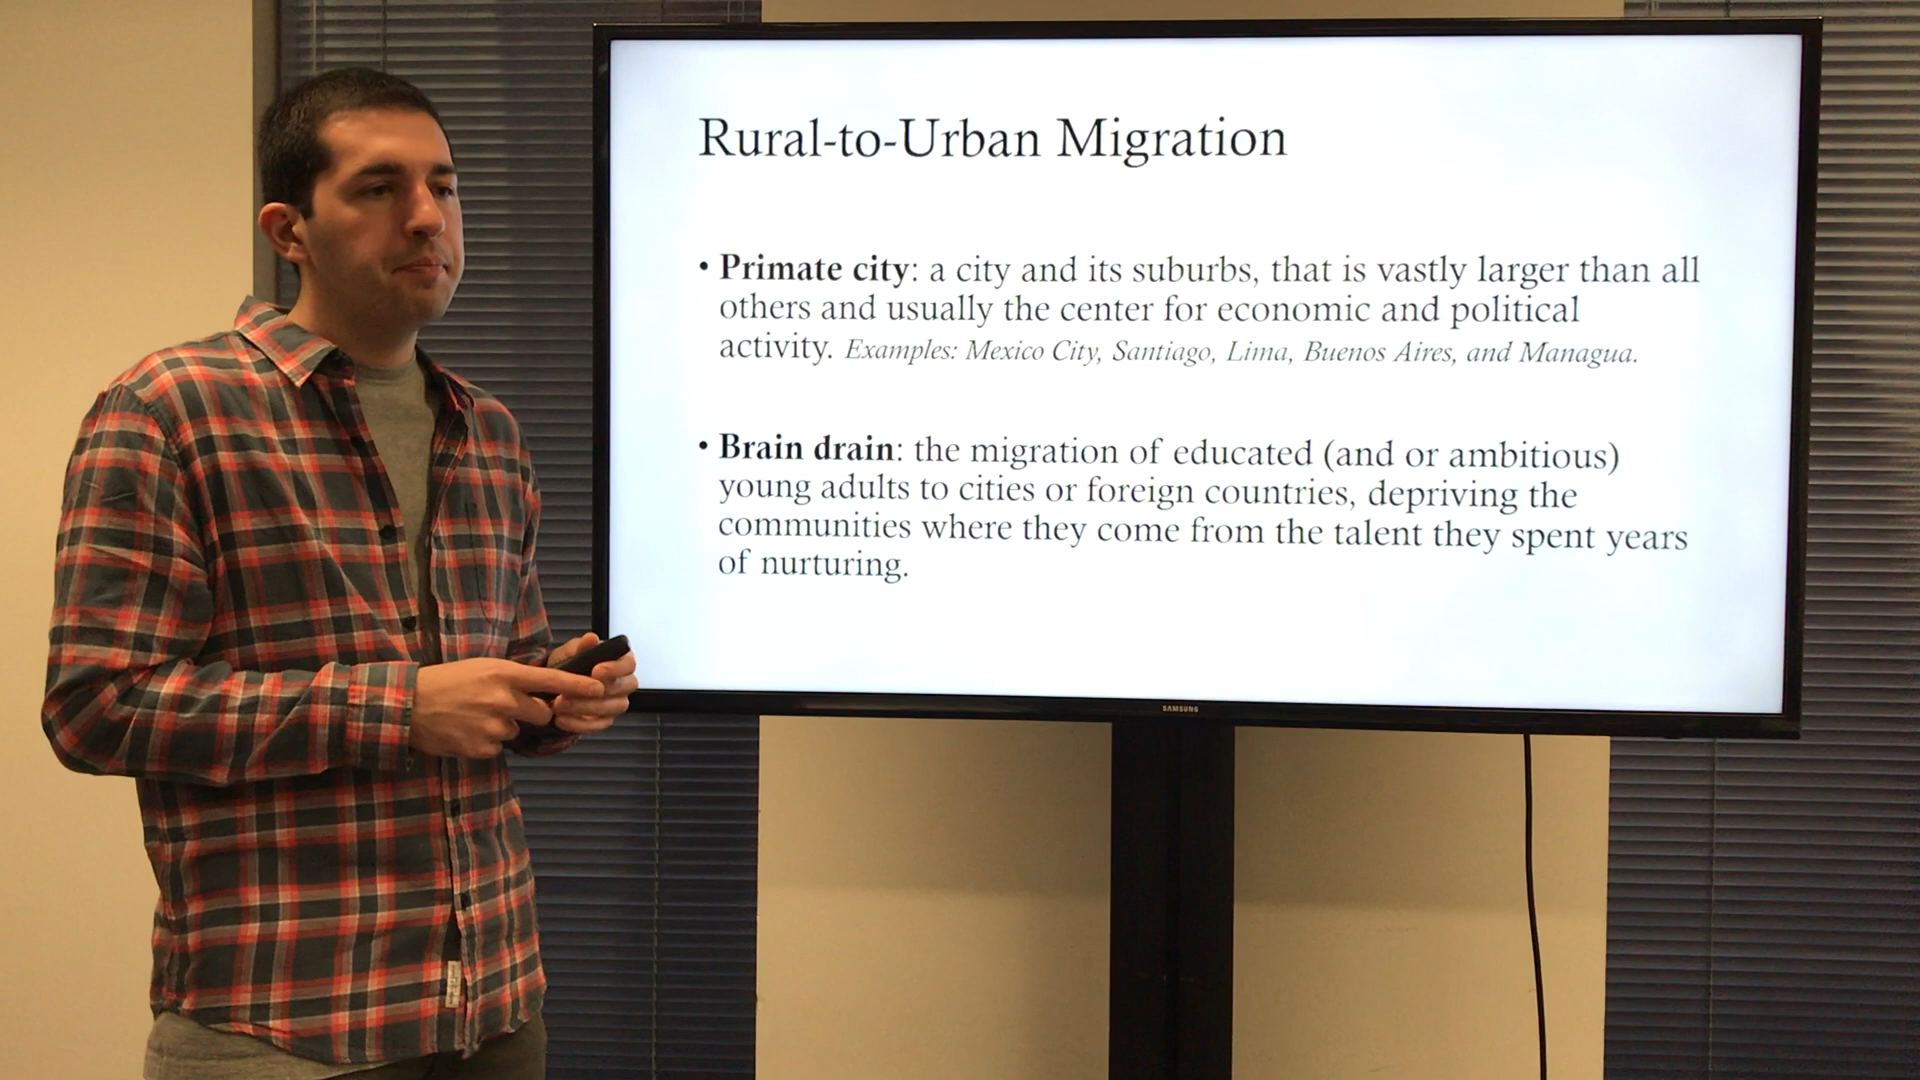 Rural-to-Urban Migration
• Primate city: a city and its suburbs, that is vastly larger than all
others and usually the center for economic and political
activity. Examples: Mexico City, Santiago, Lima, Buenos Aires, and Managua.
• Brain drain: the migration of educated (and or ambitious)
young adults to cities or foreign countries, depriving the
communities where they come from the talent they spent years
of nurturing.
SAMSUNG